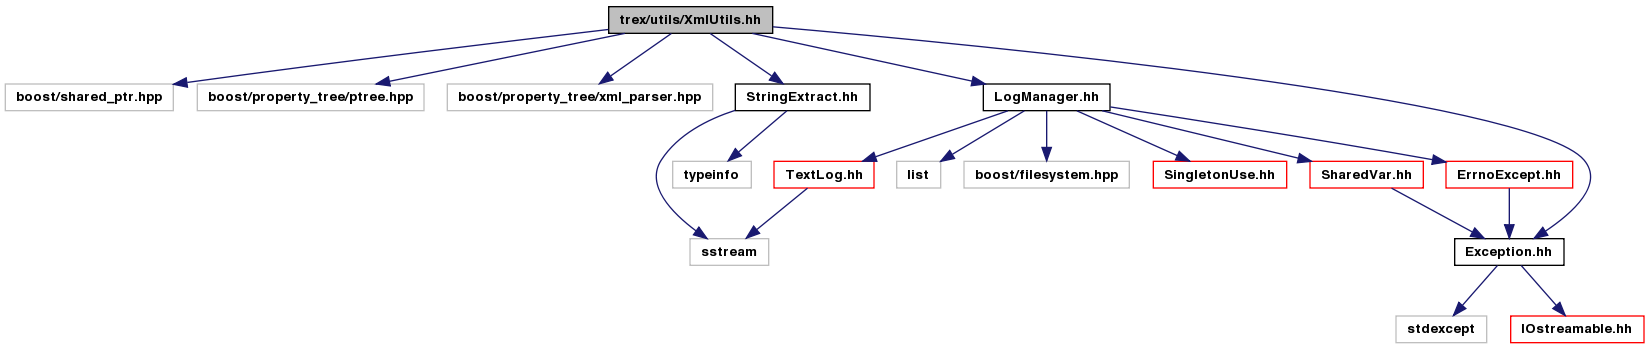 trex/utils/XmlUtils.hh
boost/shared_ptr.hpp
boost/property_tree/ptree.hpp
boost/property_tree/xml_parser.hpp
StringExtract.hh
LogManager.hh
typeinfo
TextLog.hh
list
boost/filesystem.hpp
SingletonUse.hh
SharedVar.hh
ErrnoExcept.hh
sstream
Exception.hh
stdexcept
IOstreamable.hh